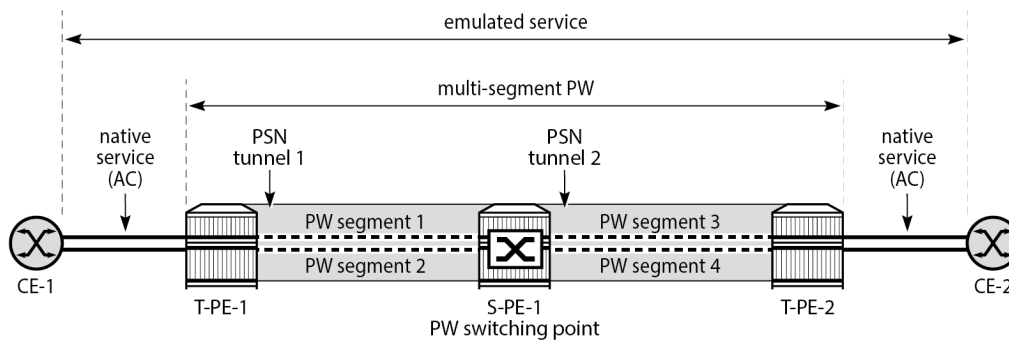 emulated service
multi-segment PW
native
service
(AC)
PSN
tunnel 1
PSN
tunnel 2
native
service
(AC)
PW segment 1
PW segment 3
PW segment 2
PW segment 4
CE-1
T-PE-1
S-PE-1
T-PE-2
CE-2
PW switching point